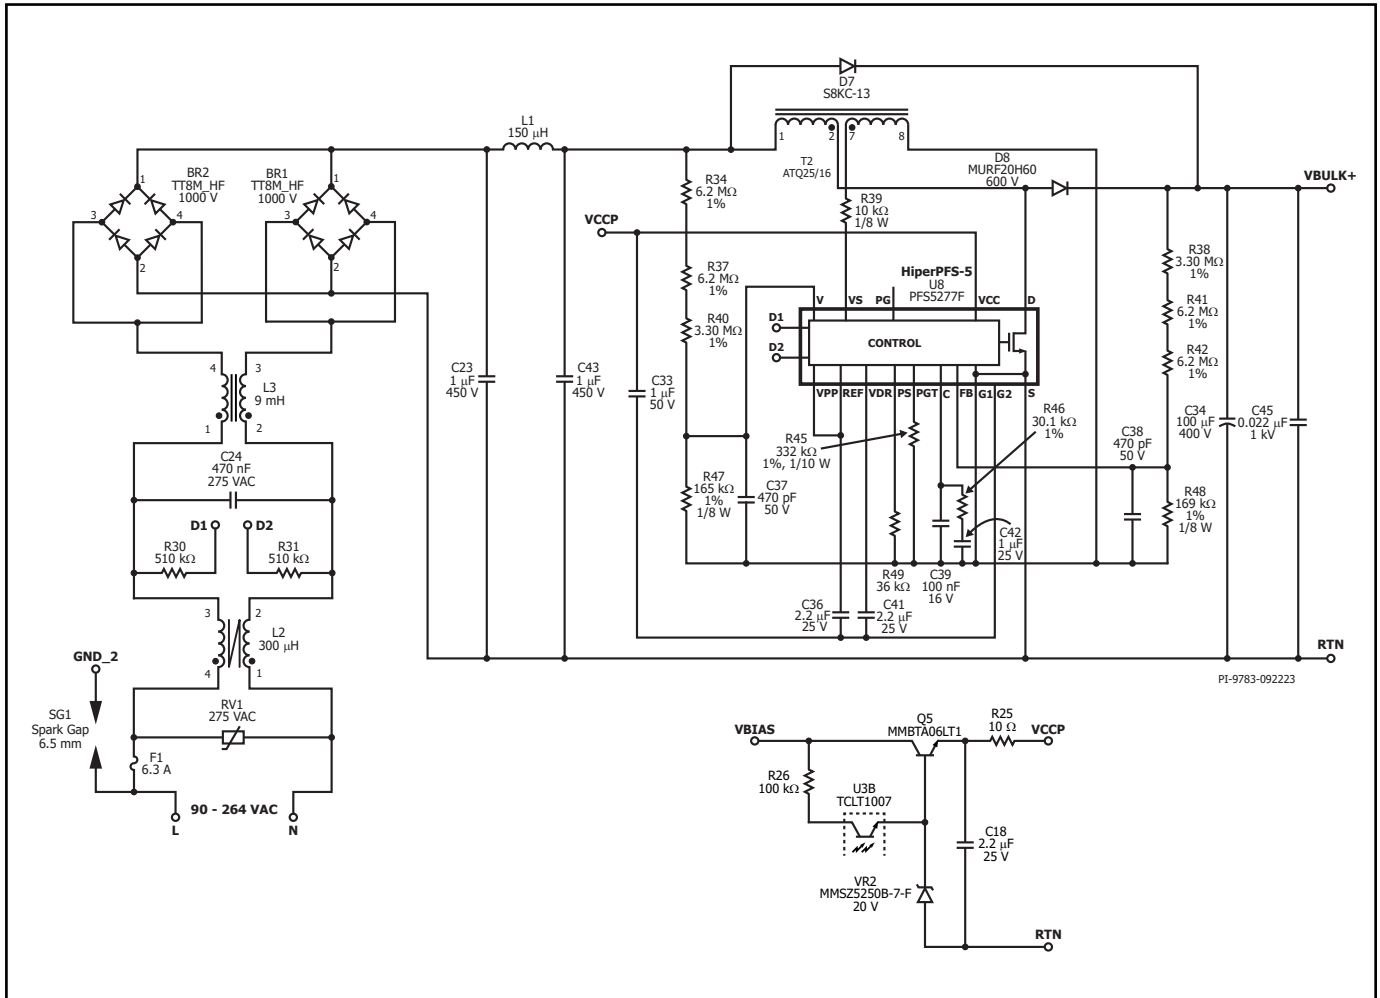 D7
S8KC-13
L1
150 µH
1
2
7
8
T2
ATQ25/16
D8
MURF20H60
600 V
VBULK+
BR2
TT8M_HF
1000 V
1
3
4
2
BR1
TT8M_HF
1000 V
1
3
4
2
R34
6.2 MΩ
1%
R39
10 kΩ
1/8 W
VCCP
R37
6.2 MΩ
1%
R40
3.30 MΩ
1%
HiperPFS-5
U8
PFS5277F
V
VS
PG
VCC
D
D1
D2
CONTROL
VPP
REF
VDR
PS
PGT
C
FB
G1
G2
S
R38
3.30 MΩ
1%
R41
6.2 MΩ
1%
R42
6.2 MΩ
1%
4
3
L3
9 mH
1
2
C23
1 µF
450 V
C43
1 µF
450 V
C33
1 µF
50 V
R45
332 kΩ
1%, 1/10 W
R46
30.1 kΩ
1%
C38
470 pF
50 V
C34
100 µF
400 V
C45
0.022 µF
1 kV
C24
470 nF
275 VAC
R47
165 kΩ
1%
1/8 W
C37
470 pF
50 V
R48
169 kΩ
1%
1/8 W
C42
1 µF
25 V
D1
D2
R30
510 kΩ
R31
510 kΩ
R49
36 kΩ
C39
100 nF
16 V
C36
2.2 µF
25 V
C41
2.2 µF
25 V
3
2
L2
300 µH
4
1
GND_2
RTN
PI-9783-092223
SG1
Spark Gap
6.5 mm
RV1
275 VAC
F1
6.3 A
90 - 264 VAC
L
N
VBIAS
Q5
MMBTA06LT1
R25
10 Ω
VCCP
R26
100 kΩ
U3B
TCLT1007
C18
2.2 µF
25 V
VR2
MMSZ5250B-7-F
20 V
RTN